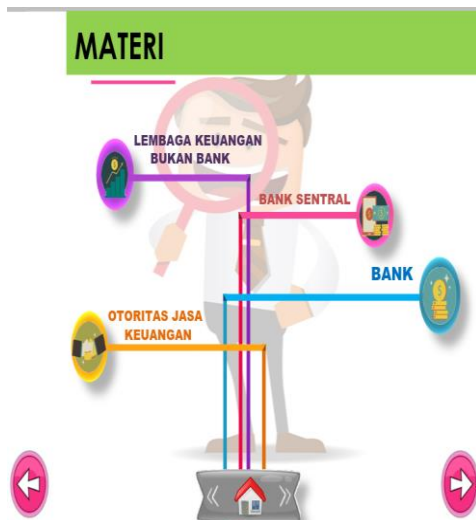 MATERI
LEMBAGA KEUANGAN
BUKAN BANK
BANK SENTRAL
BANK
OTORITAS JASA
KEUANGAN